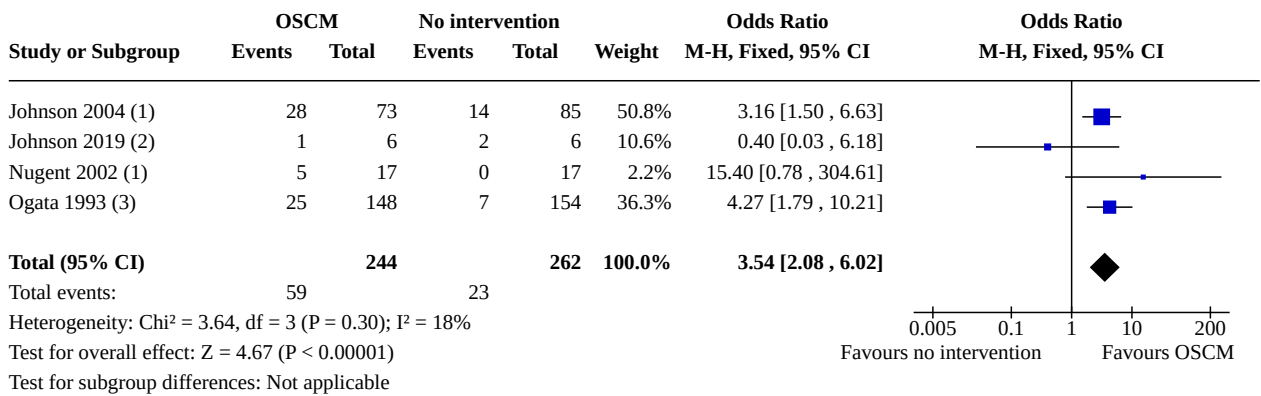 OSCM No intervention Odds Ratio Odds Ratio
Study or Subgroup Events Total Events Total Weight M-H, Fixed, 95% CI M-H, Fixed, 95% CI
Johnson 2004 (1) 28 73 14 85 50.8% 3.16 [1.50 , 6.63]
Johnson 2019 (2) 1 6 2 6 10.6% 0.40 [0.03 , 6.18]
Nugent 2002 (1) 5 17 0 17 2.2% 15.40 [0.78 , 304.61]
Ogata 1993 (3) 25 148 7 154 36.3% 4.27 [1.79 , 10.21]
Total (95% CI) 244 262 100.0% 3.54 [2.08 , 6.02]
Total events: 59 23
Heterogeneity: Chi² = 3.64, df = 3 (P = 0.30); I² = 18%
0.005 0.1 1 10 200
Test for overall effect: Z = 4.67 (P < 0.00001)
Favours no intervention Favours OSCM
Test for subgroup differences: Not applicable